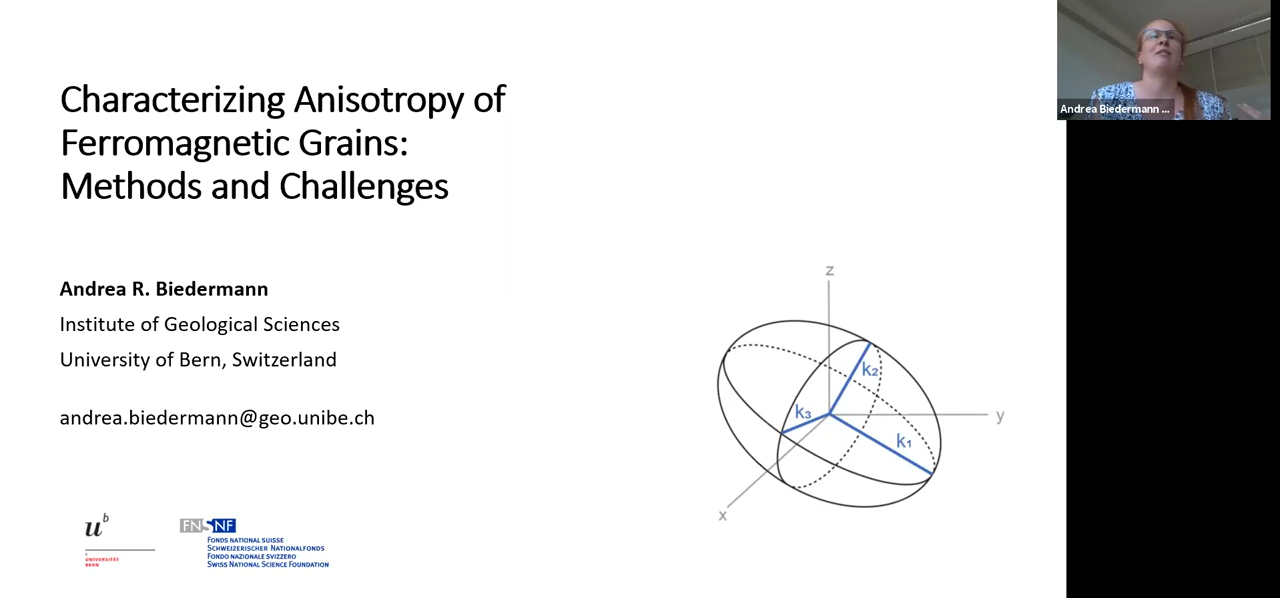 Characterizing Anisotropy of
Ferromagnetic Grains:
Methods and Challenges
Andrea R. Biedermann
Institute of Geological Sciences
University of Bern, Switzerland
andrea.biedermann@geo.unibe.ch
u^b
UNIVERSITÄT
BERN
FNSNF
FONDS NATIONAL SUISSE
SCHWEIZERISCHER NATIONALFONDS
FONDO NAZIONALE SVIZZERO
SWISS NATIONAL SCIENCE FOUNDATION
z
k₂
k₃
y
k₁
x
Andrea Biedermann ...